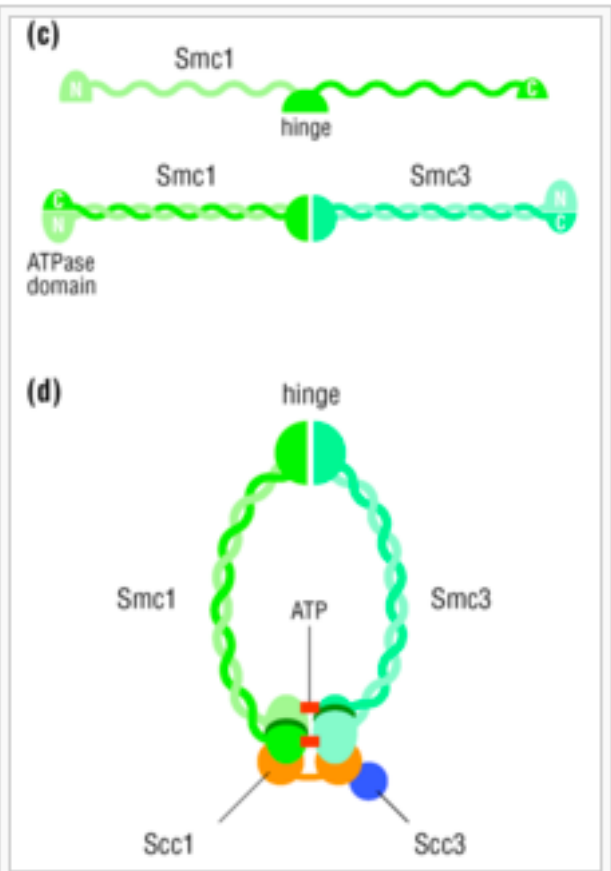 (c)
Smc1
N
C
hinge
Smc1
Smc3
C
N
N
C
ATPase
domain
(d)
hinge
Smc1
ATP
Smc3
Scc1
Scc3